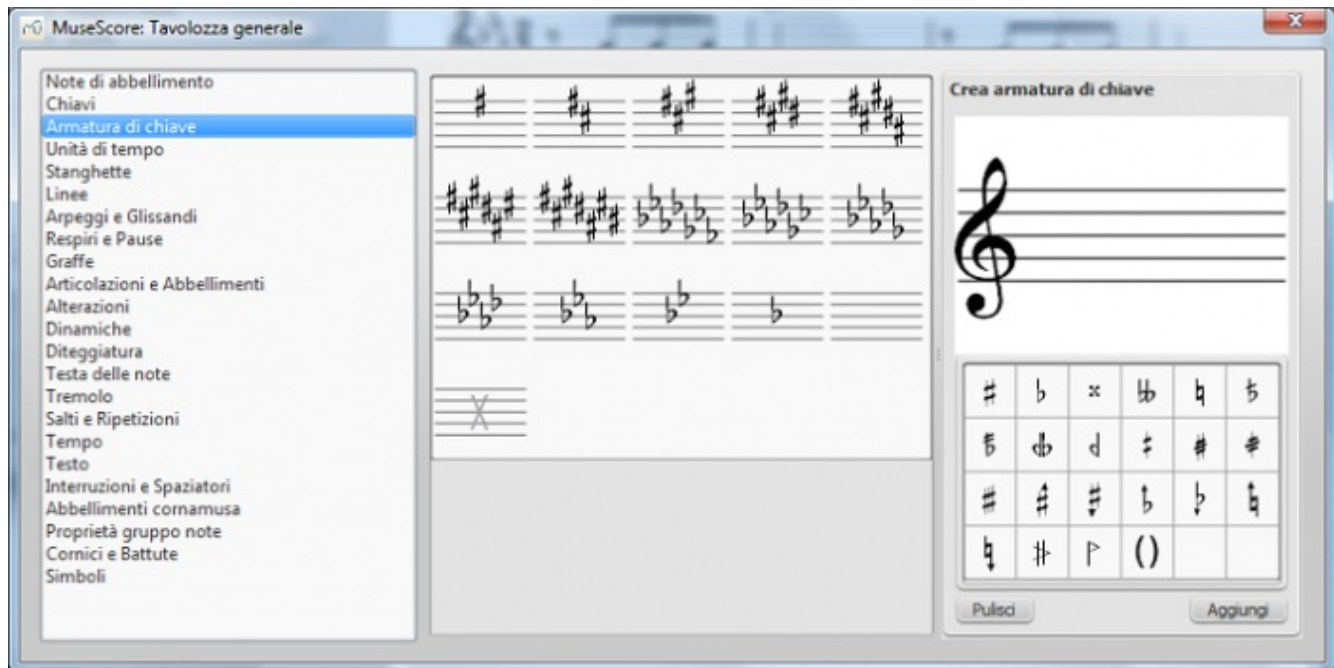 MuseScore: Tavolozza generale
Note di abbellimento
Chiavi
Armatura di chiave
Unità di tempo
Stanghette
Linee
Arpeggi e Glissandi
Respiri e Pause
Graffe
Articolazioni e Abbellimenti
Alterazioni
Dinamiche
Diteggiatura
Testa delle note
Tremolo
Salti e Ripetizioni
Tempo
Testo
Interruzioni e Spaziatori
Abbellimenti cornamusa
Proprietà gruppo note
Cornici e Battute
Simboli
Crea armatura di chiave
Pulisci
Aggiungi